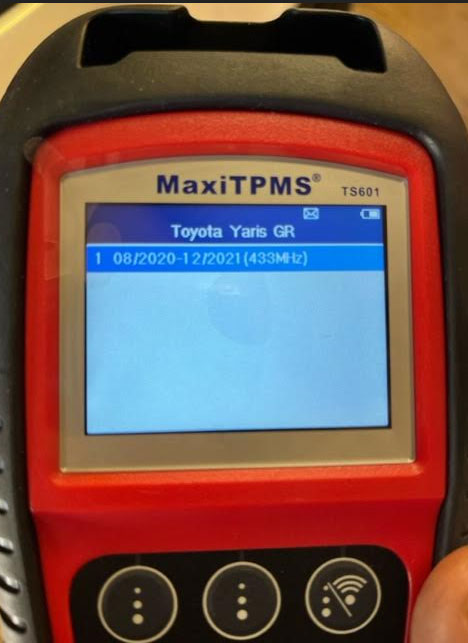 MaxiTPMS® TS601
Toyota Yaris GR
1 08/2020-12/2021(433MHz)